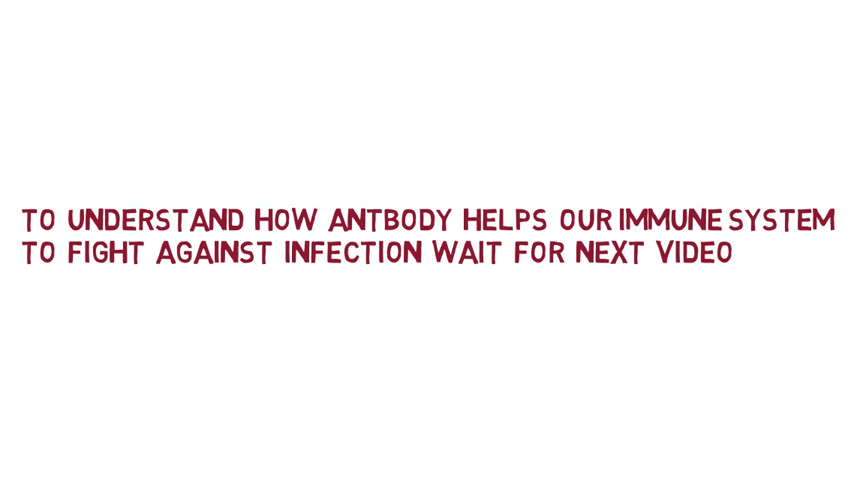 TO UNDERSTAND HOW ANTBODY HELPS OUR IMMUNE SYSTEM
TO FIGHT AGAINST INFECTION WAIT FOR NEXT VIDEO